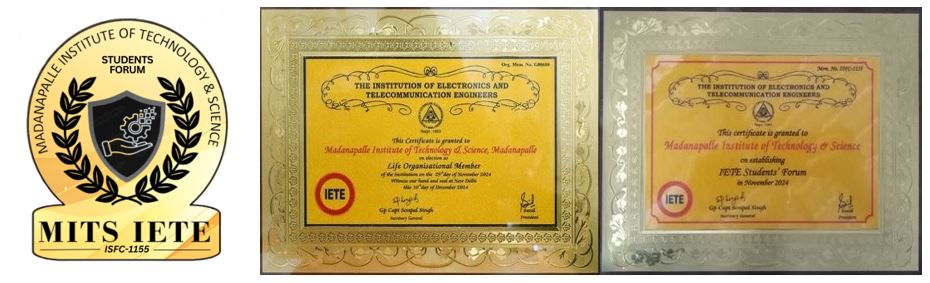 MADANAPALLE INSTITUTE OF TECHNOLOGY & SCIENCE
STUDENTS
FORUM
MITS IETE
ISFC-1155
Org. Mem. No. G00688
THE INSTITUTION OF ELECTRONICS AND
TELECOMMUNICATION ENGINEERS
Regd. 1953
This Certificate is granted to
Madanapalle Institute of Technology & Science, Madanapalle
on election as
Life Organisational Member
of the Institution on the 29th day of November 2024
Witness our hand and seal at New Delhi
this 10th day of December 2024
IETE
Gp Capt
Singh
Secretary General
President
Mem. No. ISFC-1155
THE INSTITUTION OF ELECTRONICS AND
TELECOMMUNICATION ENGINEERS
Regd. 1953
This certificate is granted to
Madanapalle Institute of Technology & Science
on establishing
IETE Students' Forum
in November 2024
IETE
Gp Capt
Singh
Secretary General
President